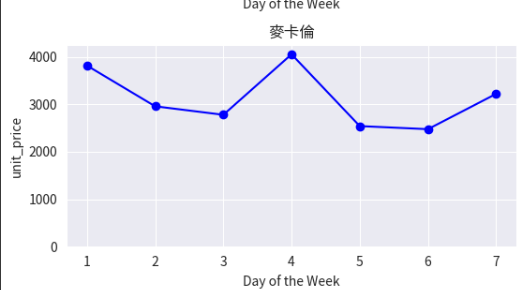 Day of the Week
麥卡倫
4000
3000
2000
1000
0
unit_price
1 2 3 4 5 6 7
Day of the Week